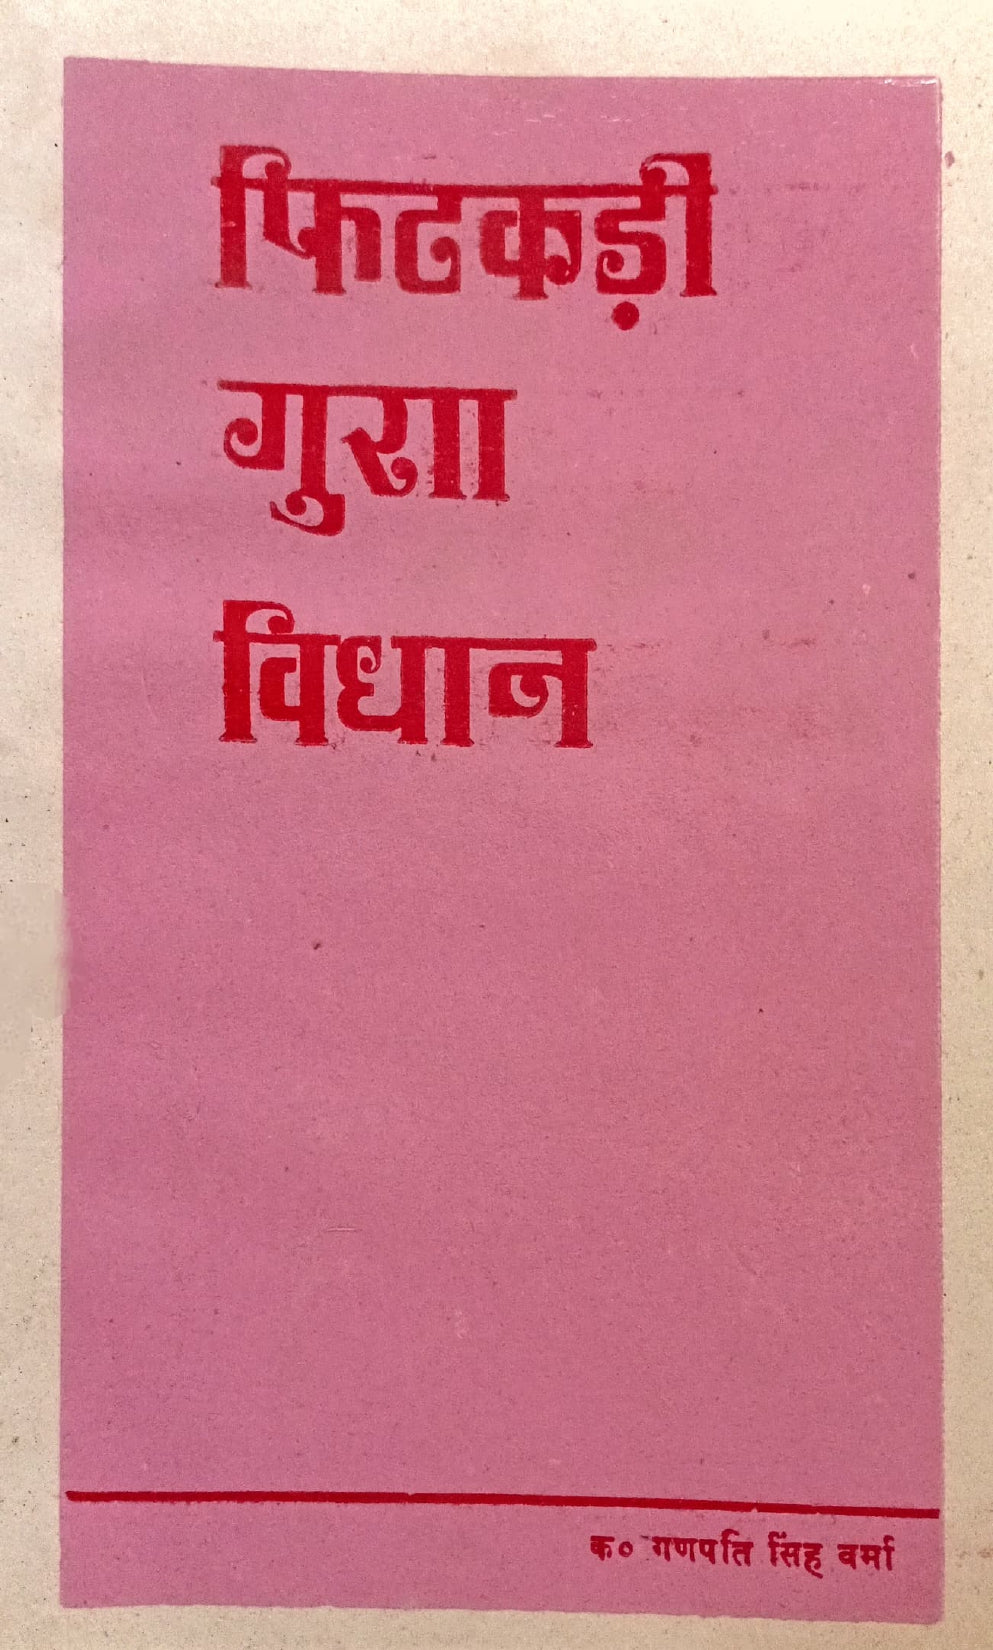 फिटकड़ी
गुण
विधान
क० गणपति सिंह वर्मा